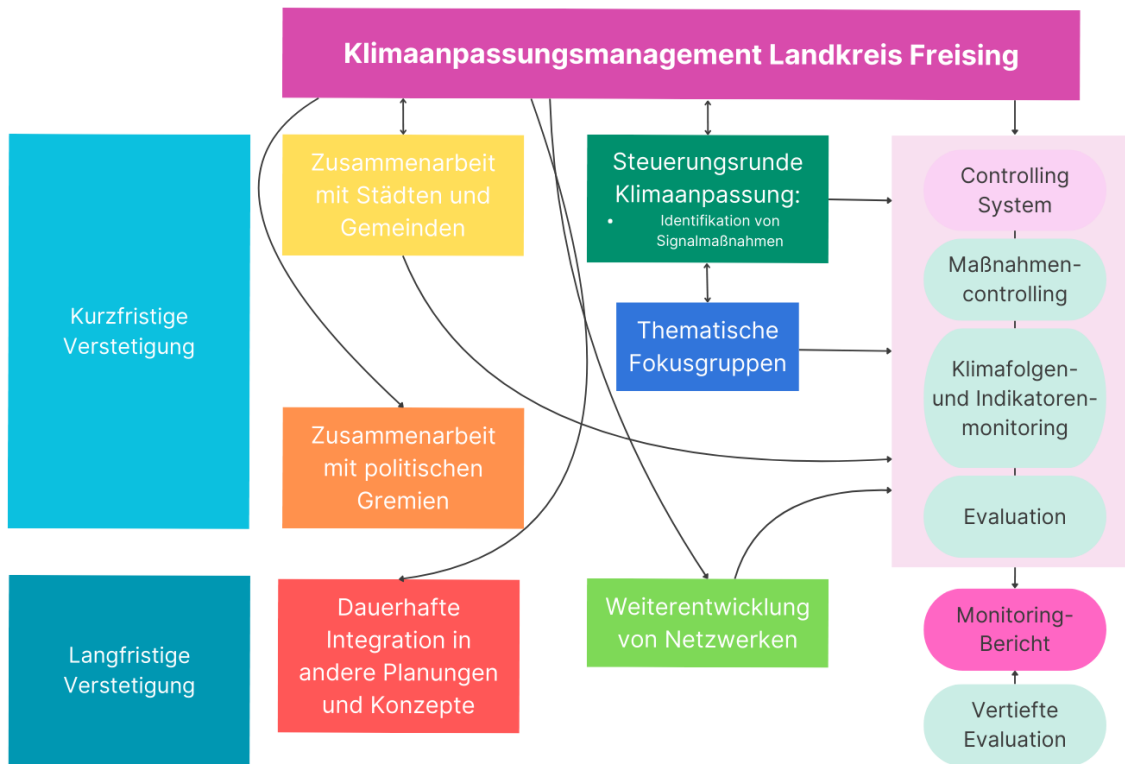 Klimaanpassungsmanagement Landkreis Freising
Kurzfristige
Verstetigung
Zusammenarbeit
mit Städten und
Gemeinden
Steuerungsrunde
Klimaanpassung:
• Identifikation von
Signalmaßnahmen
Thematische
Fokusgruppen
Zusammenarbeit
mit politischen
Gremien
Controlling
System
Maßnahmen-
controlling
Klimafolgen-
und Indikatoren-
monitoring
Evaluation
Langfristige
Verstetigung
Dauerhafte
Integration in
andere Planungen
und Konzepte
Weiterentwicklung
von Netzwerken
Monitoring-
Bericht
Vertiefte
Evaluation